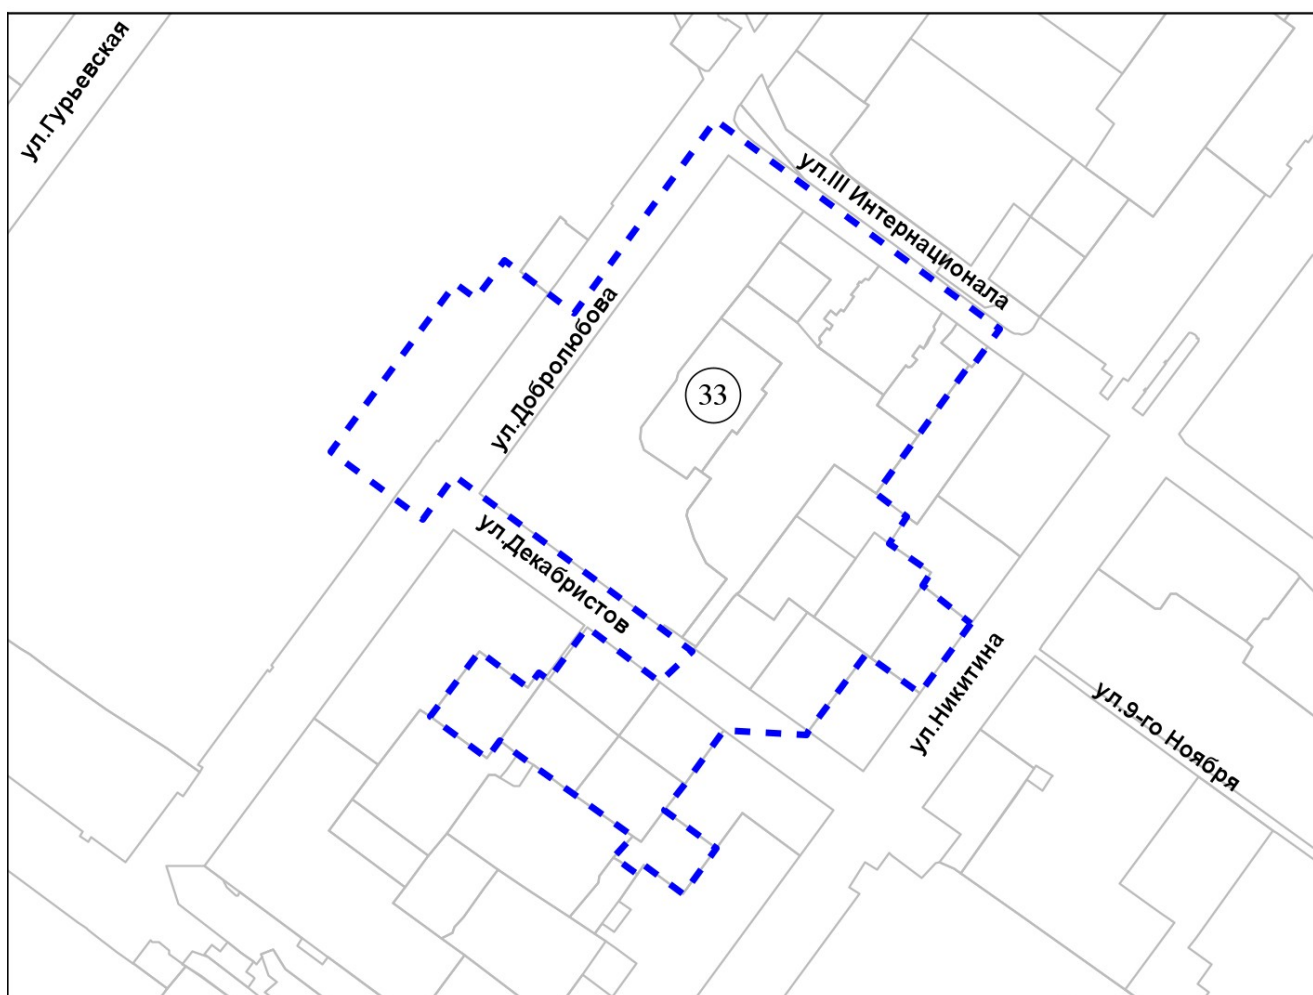 ул.Гурьевская
ул.III Интернационала
ул.Добролюбова
33
ул.Декабристов
ул.Никитина
ул.9-го Ноября